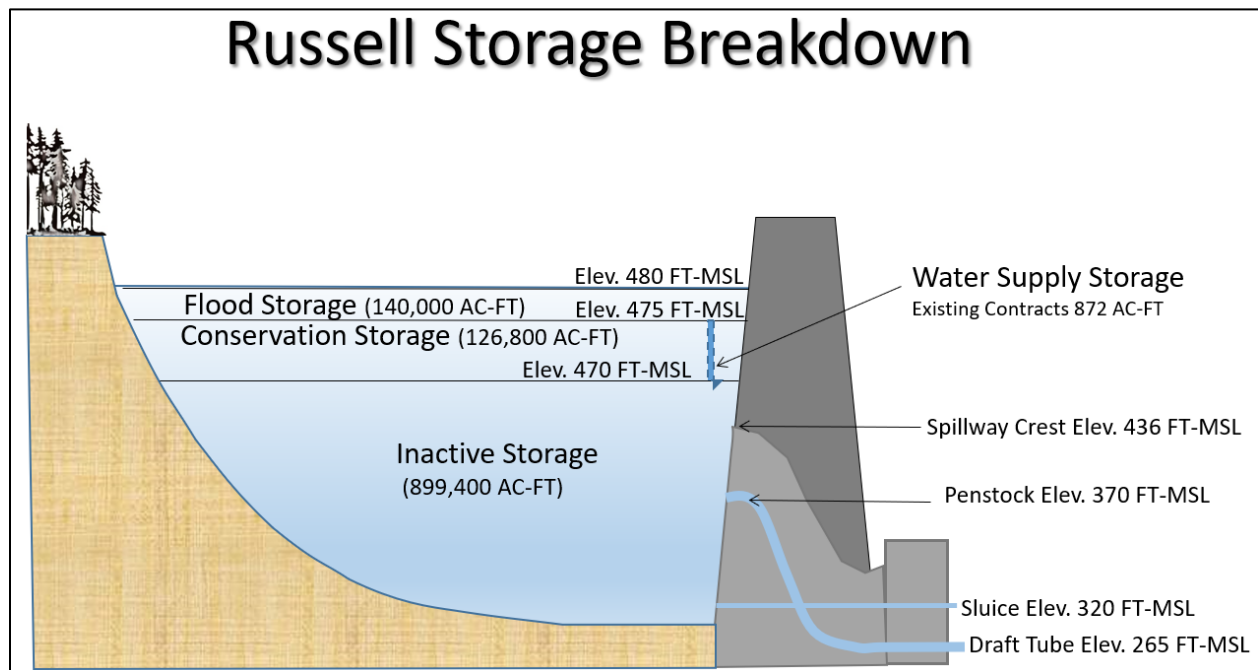 Russell Storage Breakdown
Elev. 480 FT-MSL
Flood Storage (140,000 AC-FT)
Elev. 475 FT-MSL
Conservation Storage (126,800 AC-FT)
Elev. 470 FT-MSL
Inactive Storage
(899,400 AC-FT)
Water Supply Storage
Existing Contracts 872 AC-FT
Spillway Crest Elev. 436 FT-MSL
Penstock Elev. 370 FT-MSL
Sluice Elev. 320 FT-MSL
Draft Tube Elev. 265 FT-MSL